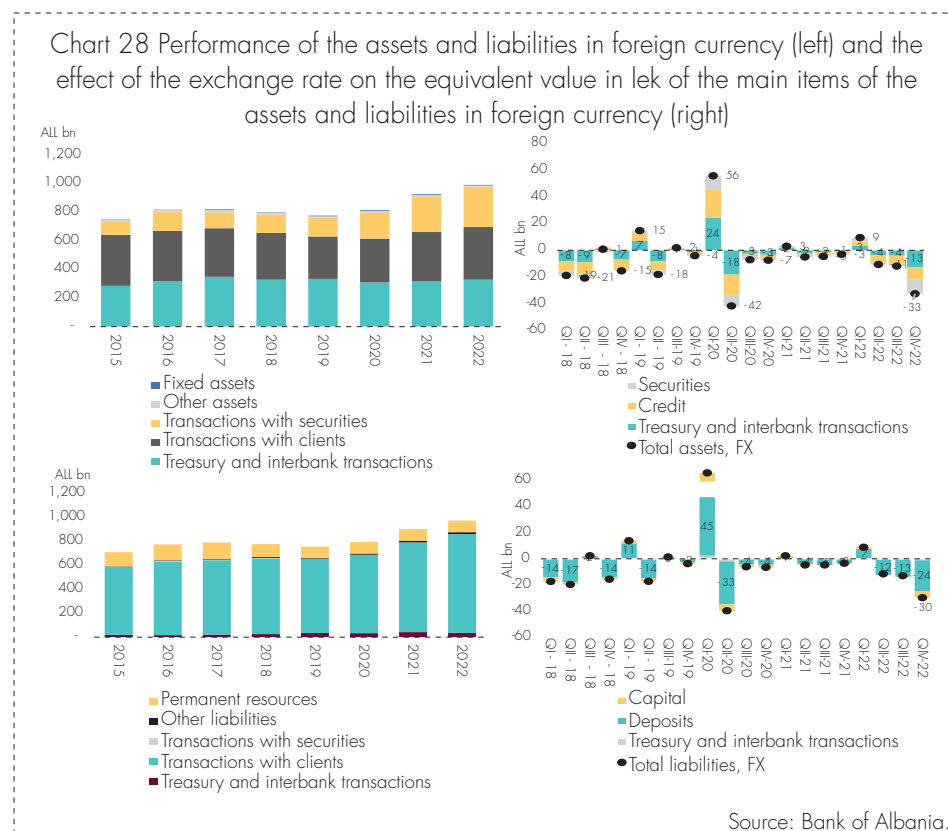 Chart 28 Performance of the assets and liabilities in foreign currency (left) and the
effect of the exchange rate on the equivalent value in lek of the main items of the
assets and liabilities in foreign currency (right)
ALL bn
1,200
1,000
800
600
400
200
-
2015
2016
2017
2018
2019
2020
2021
2022
Fixed assets
Other assets
Transactions with securities
Transactions with clients
Treasury and interbank transactions
80
60
40
20
0
-20
-40
-60
ALL bn
-8
-9
-19
-21
-7
-15
7
15
-8
-18
2
-4
24
56
-18
-42
-7
3
2
-3
9
-4
-4
-11
-13
-33
QI - 18
QII - 18
QIII - 18
QIV - 18
QI - 19
QII - 19
QIII-19
QIV-19
QI-20
QII-20
QIII-20
QIV-20
QI-21
QII-21
QIII-21
QIV-21
QI-22
QII-22
QIII-22
QIV-22
Securities
Credit
Treasury and interbank transactions
Total assets, FX
ALL bn
1,200
1,000
800
600
400
200
-
2015
2016
2017
2018
2019
2020
2021
2022
Permanent resources
Other liabilities
Transactions with securities
Transactions with clients
Treasury and interbank transactions
60
40
20
0
-20
-40
-60
ALL bn
-14
-17
-14
11
-14
45
-33
7
-12
-13
-24
-30
QI - 18
QII - 18
QIII - 18
QIV - 18
QI - 19
QII - 19
QIII-19
QIV-19
QI-20
QII-20
QIII-20
QIV-20
QI-21
QII-21
QIII-21
QIV-21
QI-22
QII-22
QIII-22
QIV-22
Capital
Deposits
Treasury and interbank transactions
Total liabilities, FX
Source: Bank of Albania.